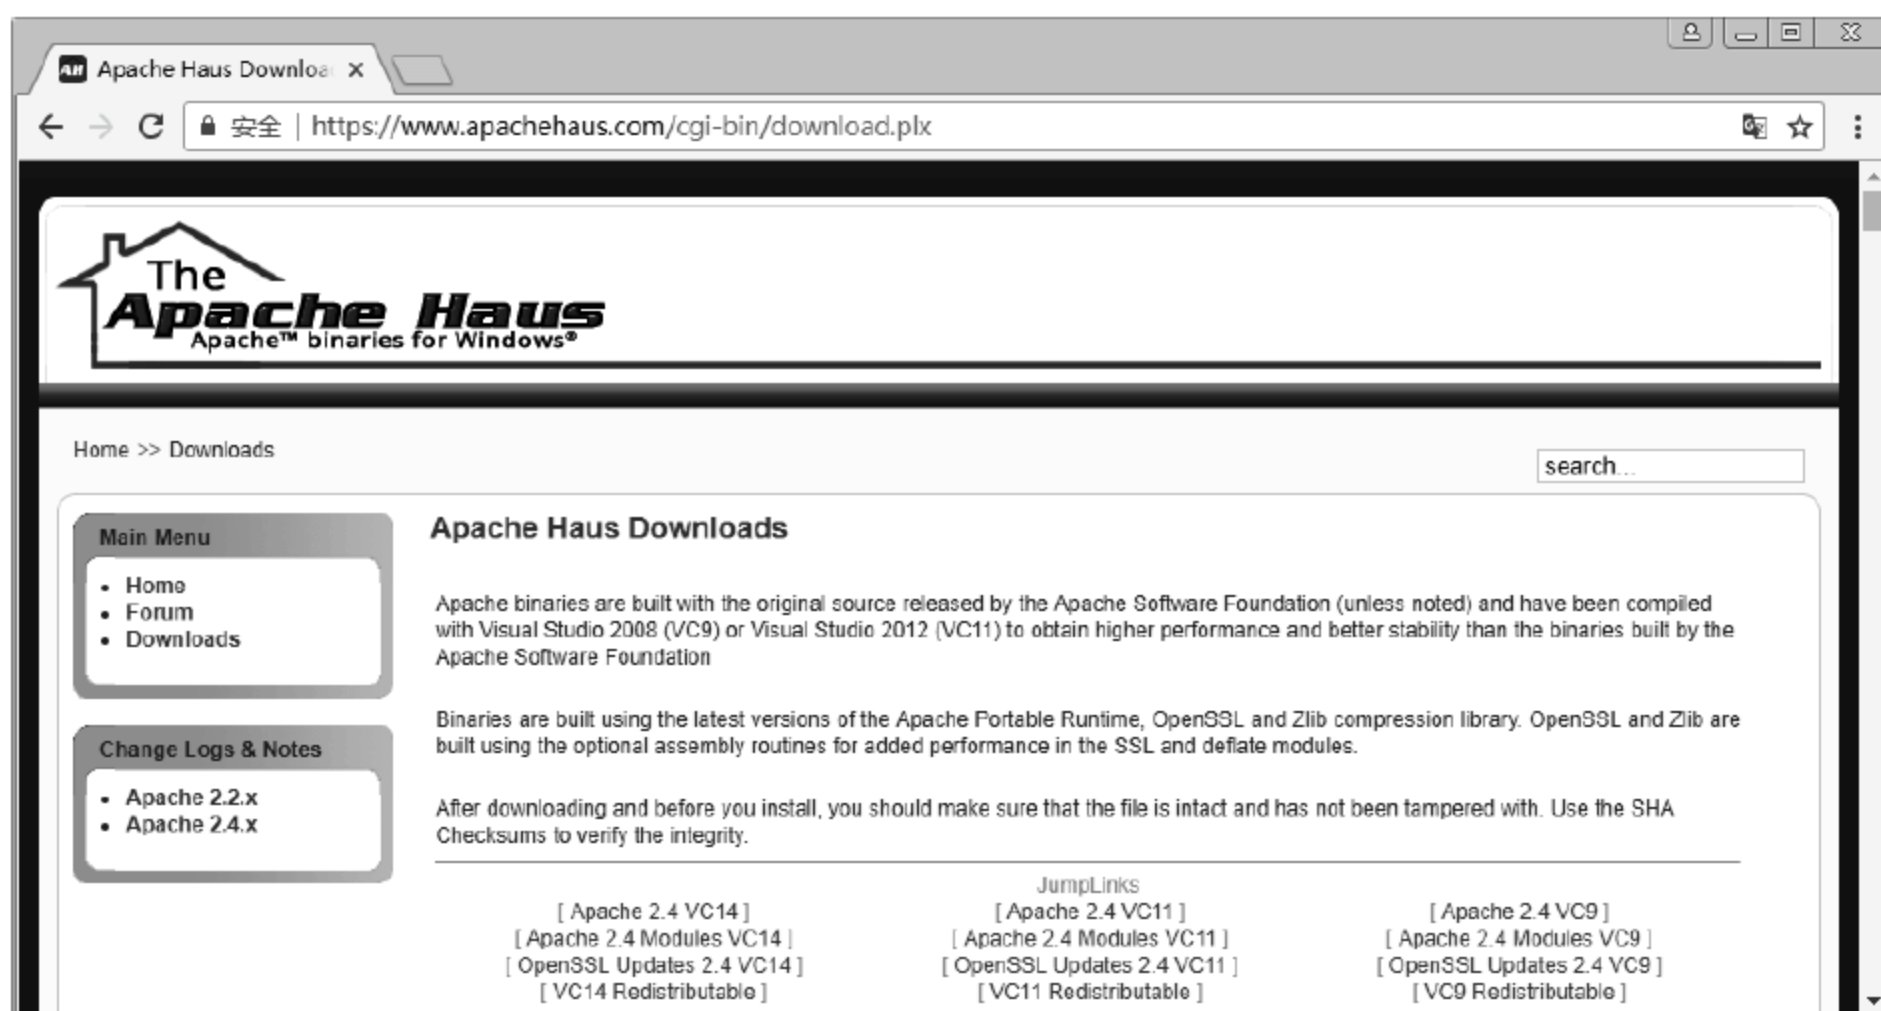 Apache Haus Downloa
安全 | https://www.apachehaus.com/cgi-bin/download.plx
The
Apache Haus
Apache™ binaries for Windows®
Home >> Downloads
search...
Main Menu
Home
Forum
Downloads
Change Logs & Notes
Apache 2.2.x
Apache 2.4.x
Apache Haus Downloads
Apache binaries are built with the original source released by the Apache Software Foundation (unless noted) and have been compiled
with Visual Studio 2008 (VC9) or Visual Studio 2012 (VC11) to obtain higher performance and better stability than the binaries built by the
Apache Software Foundation
Binaries are built using the latest versions of the Apache Portable Runtime, OpenSSL and Zlib compression library. OpenSSL and Zlib are
built using the optional assembly routines for added performance in the SSL and deflate modules.
After downloading and before you install, you should make sure that the file is intact and has not been tampered with. Use the SHA
Checksums to verify the integrity.
JumpLinks
[ Apache 2.4 VC14 ] [ Apache 2.4 VC11 ] [ Apache 2.4 VC9 ]
[ Apache 2.4 Modules VC14 ] [ Apache 2.4 Modules VC11 ] [ Apache 2.4 Modules VC9 ]
[ OpenSSL Updates 2.4 VC14 ] [ OpenSSL Updates 2.4 VC11 ] [ OpenSSL Updates 2.4 VC9 ]
[ VC14 Redistributable ] [ VC11 Redistributable ] [ VC9 Redistributable ]